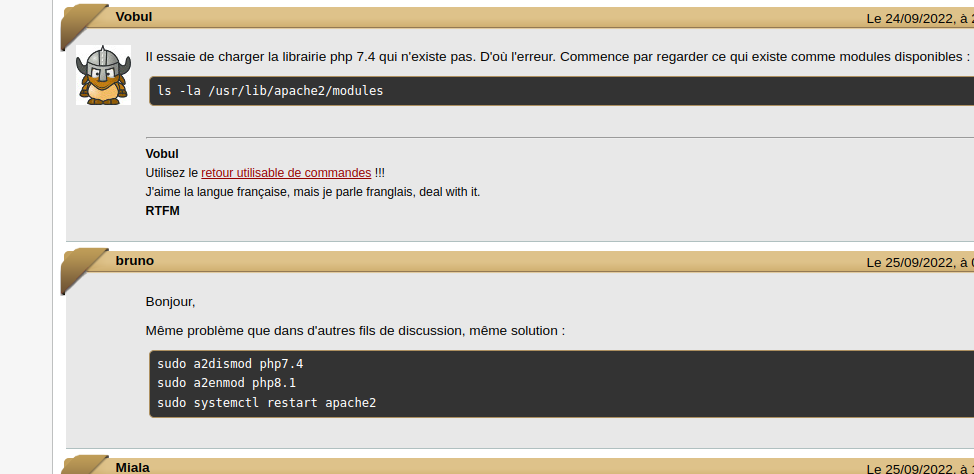 Vobul
Le 24/09/2022, à
Il essaie de charger la librairie php 7.4 qui n'existe pas. D'où l'erreur. Commence par regarder ce qui existe comme modules disponibles :
ls -la /usr/lib/apache2/modules
Vobul
Utilisez le retour utilisable de commandes !!!
J'aime la langue française, mais je parle franglais, deal with it.
RTFM
bruno
Le 25/09/2022, à
Bonjour,
Même problème que dans d'autres fils de discussion, même solution :
sudo a2dismod php7.4
sudo a2enmod php8.1
sudo systemctl restart apache2
Miala
Le 25/09/2022, à